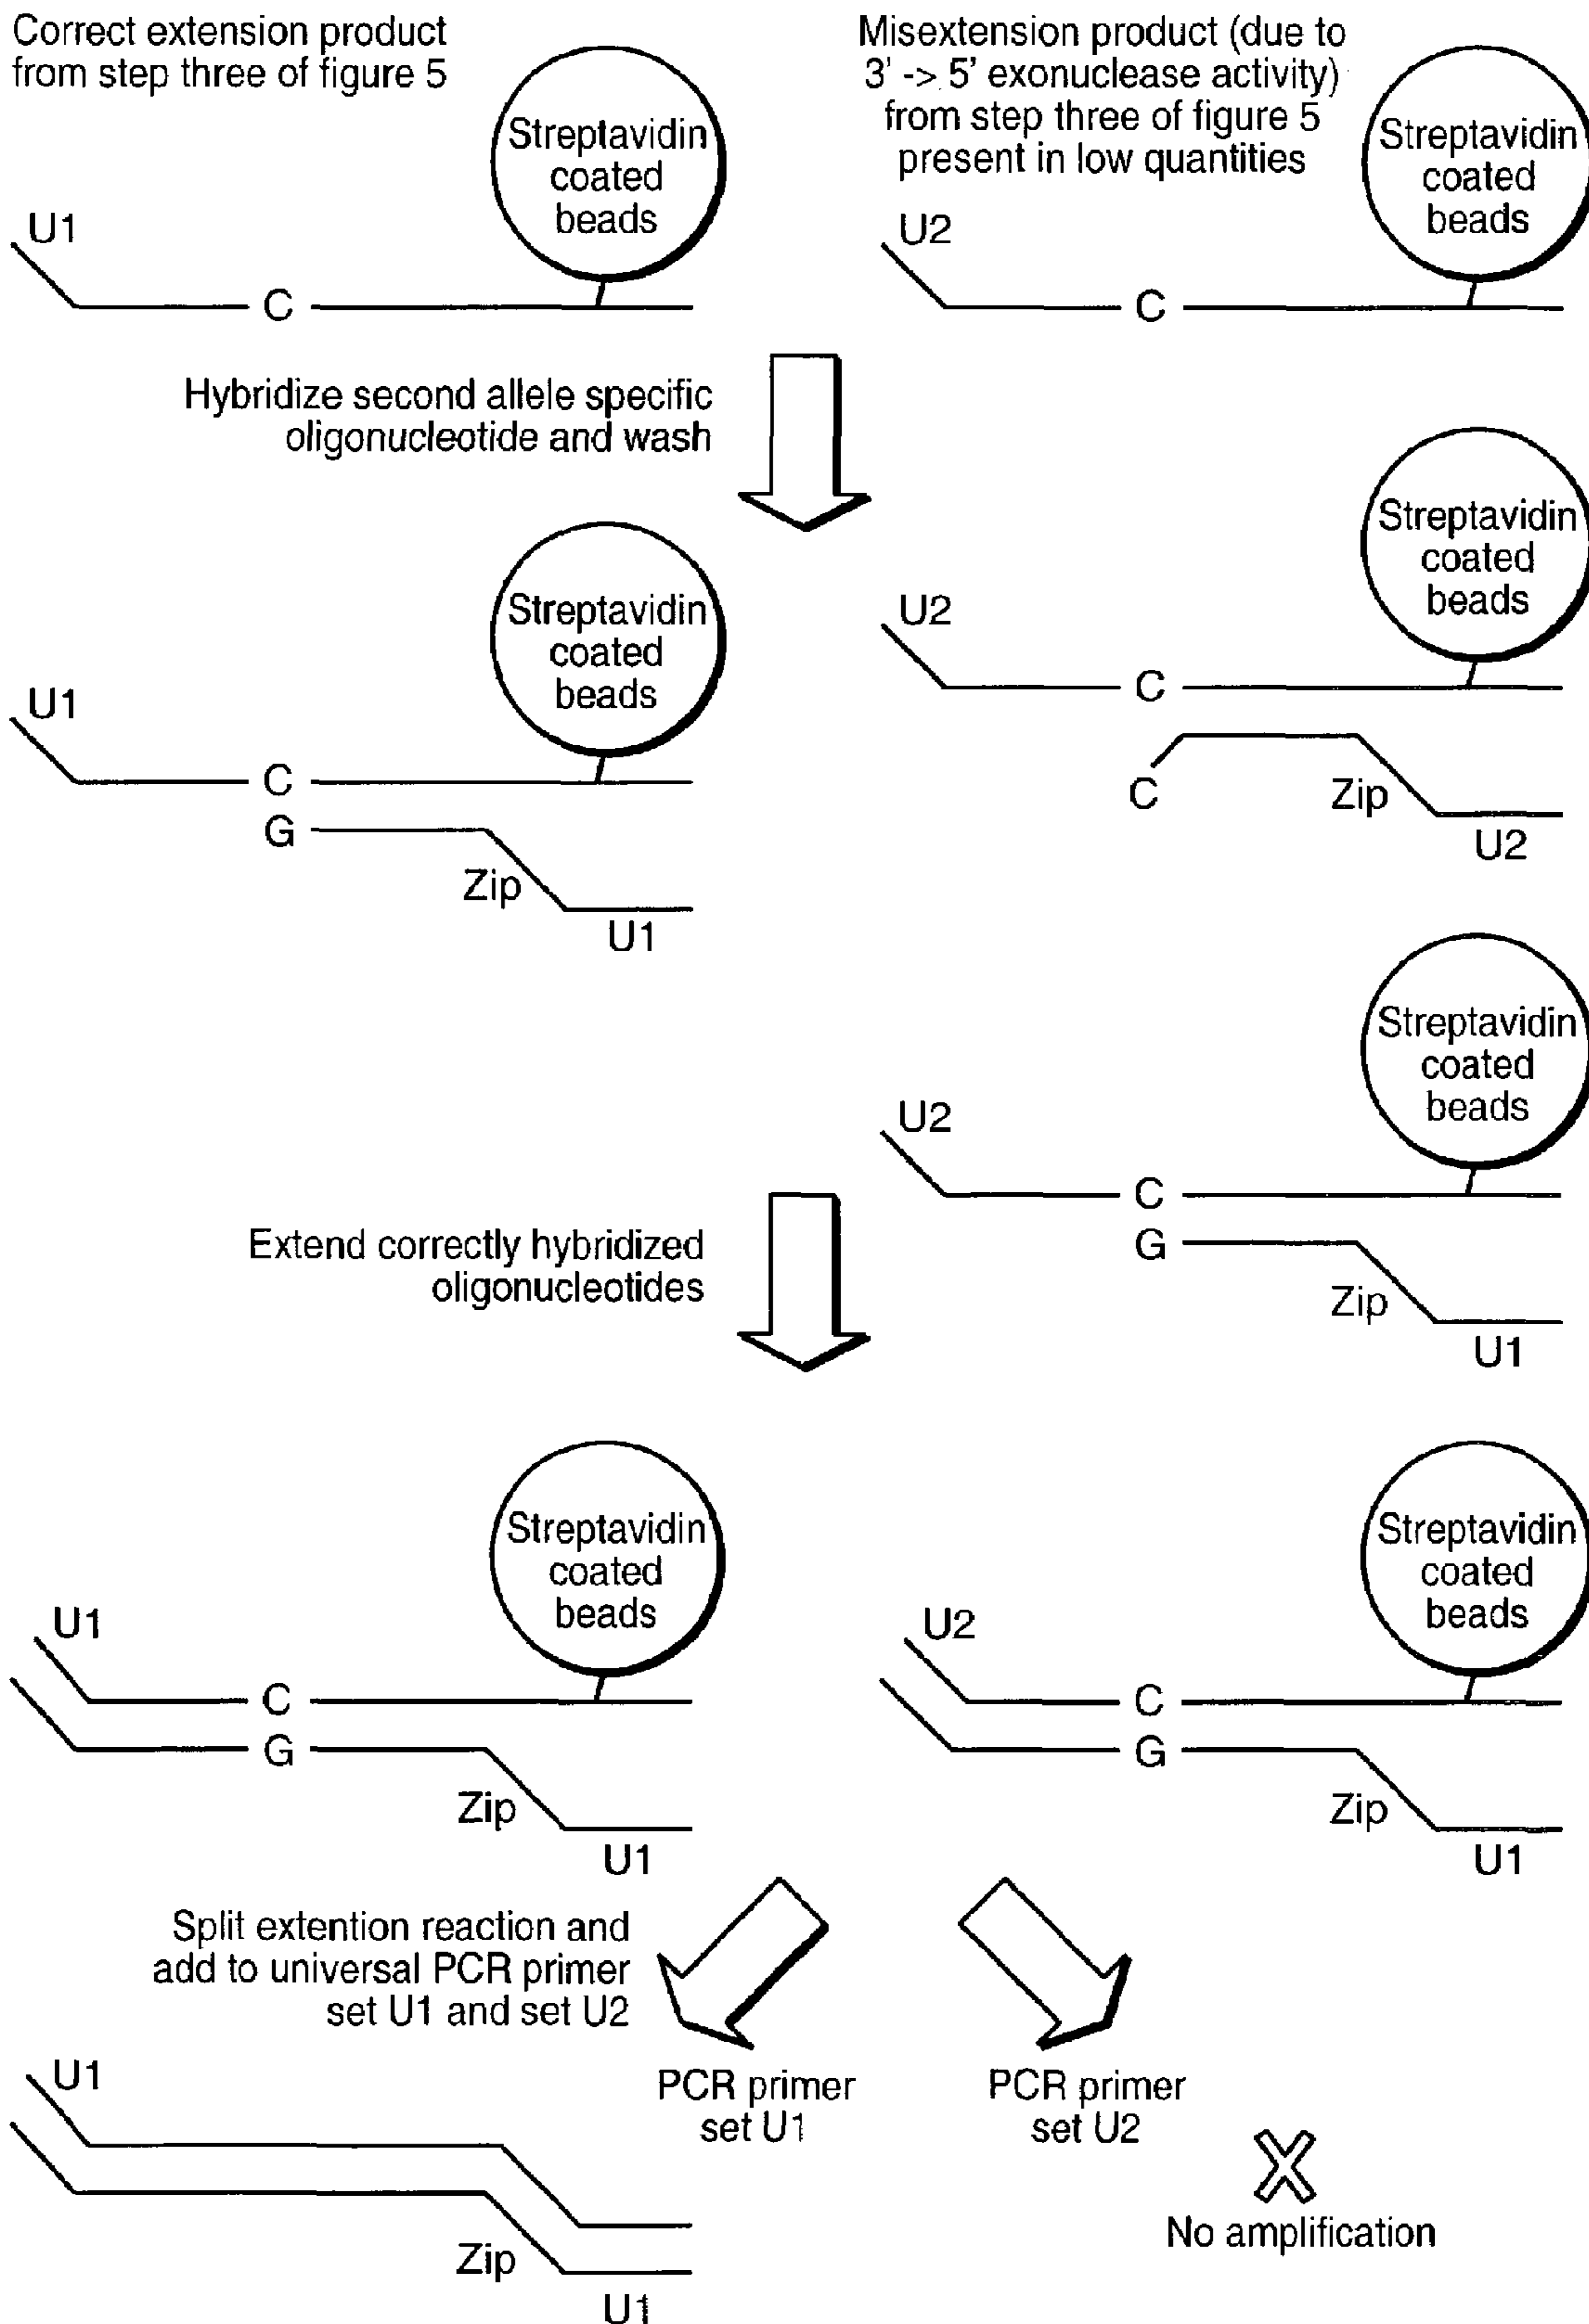 Correct extension product
from step three of figure 5
Misextension product (due to
3' -> 5' exonuclease activity)
from step three of figure 5
present in low quantities
Streptavidin
coated
beads
Streptavidin
coated
beads
U1
C
U2
C
Hybridize second allele specific
oligonucleotide and wash
Streptavidin
coated
beads
U1
C
G
Zip
U1
Streptavidin
coated
beads
U2
C
C
Zip
U2
Streptavidin
coated
beads
U2
C
G
Zip
U1
Extend correctly hybridized
oligonucleotides
Streptavidin
coated
beads
U1
C
G
Zip
U1
Streptavidin
coated
beads
U2
C
G
Zip
U1
Split extention reaction and
add to universal PCR primer
set U1 and set U2
PCR primer
set U1
PCR primer
set U2
U1
Zip
U1
X
No amplification